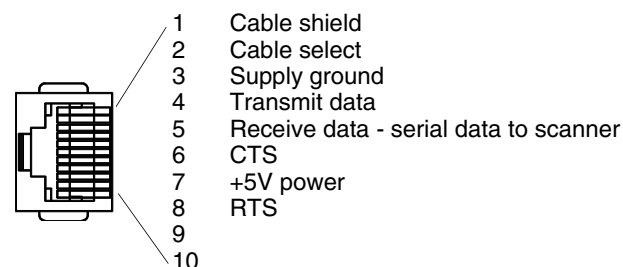 1 Cable shield
2 Cable select
3 Supply ground
4 Transmit data
5 Receive data - serial data to scanner
6 CTS
7 +5V power
8 RTS
9
10